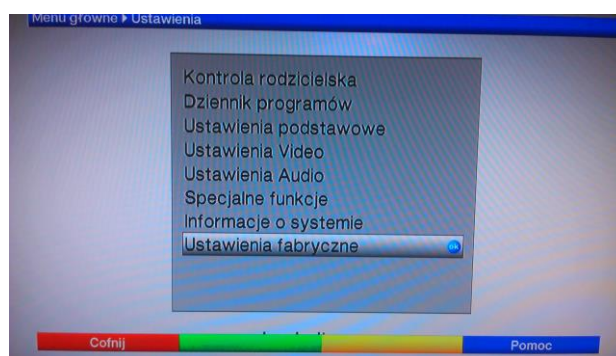 Menu główne ▸ Ustawienia
Kontrola rodzicielska
Dziennik programów
Ustawienia podstawowe
Ustawienia Video
Ustawienia Audio
Specjalne funkcje
Informacje o systemie
Ustawienia fabryczne ok
Cofnij Pomoc